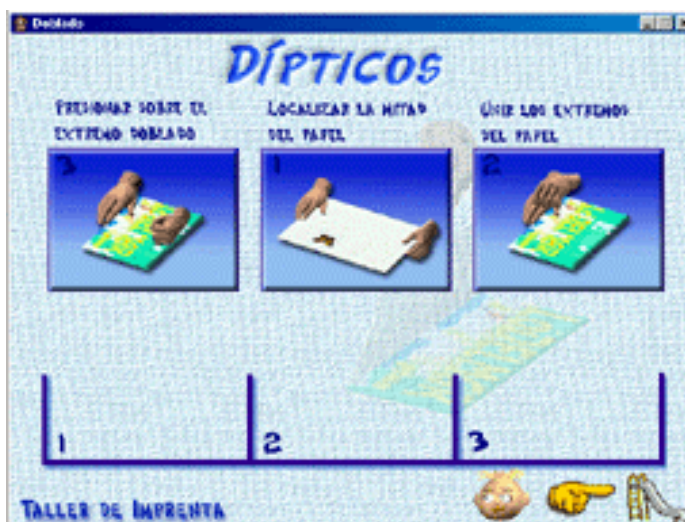 Doblado
DÍPTICOS
PRESIONAR SOBRE EL
EXTREMO DOBLADO
LOCALIZAR LA MITAD
DEL PAPEL
UNIR LOS EXTREMOS
DEL PAPEL
3
1
2
1
2
3
TALLER DE IMPRENTA